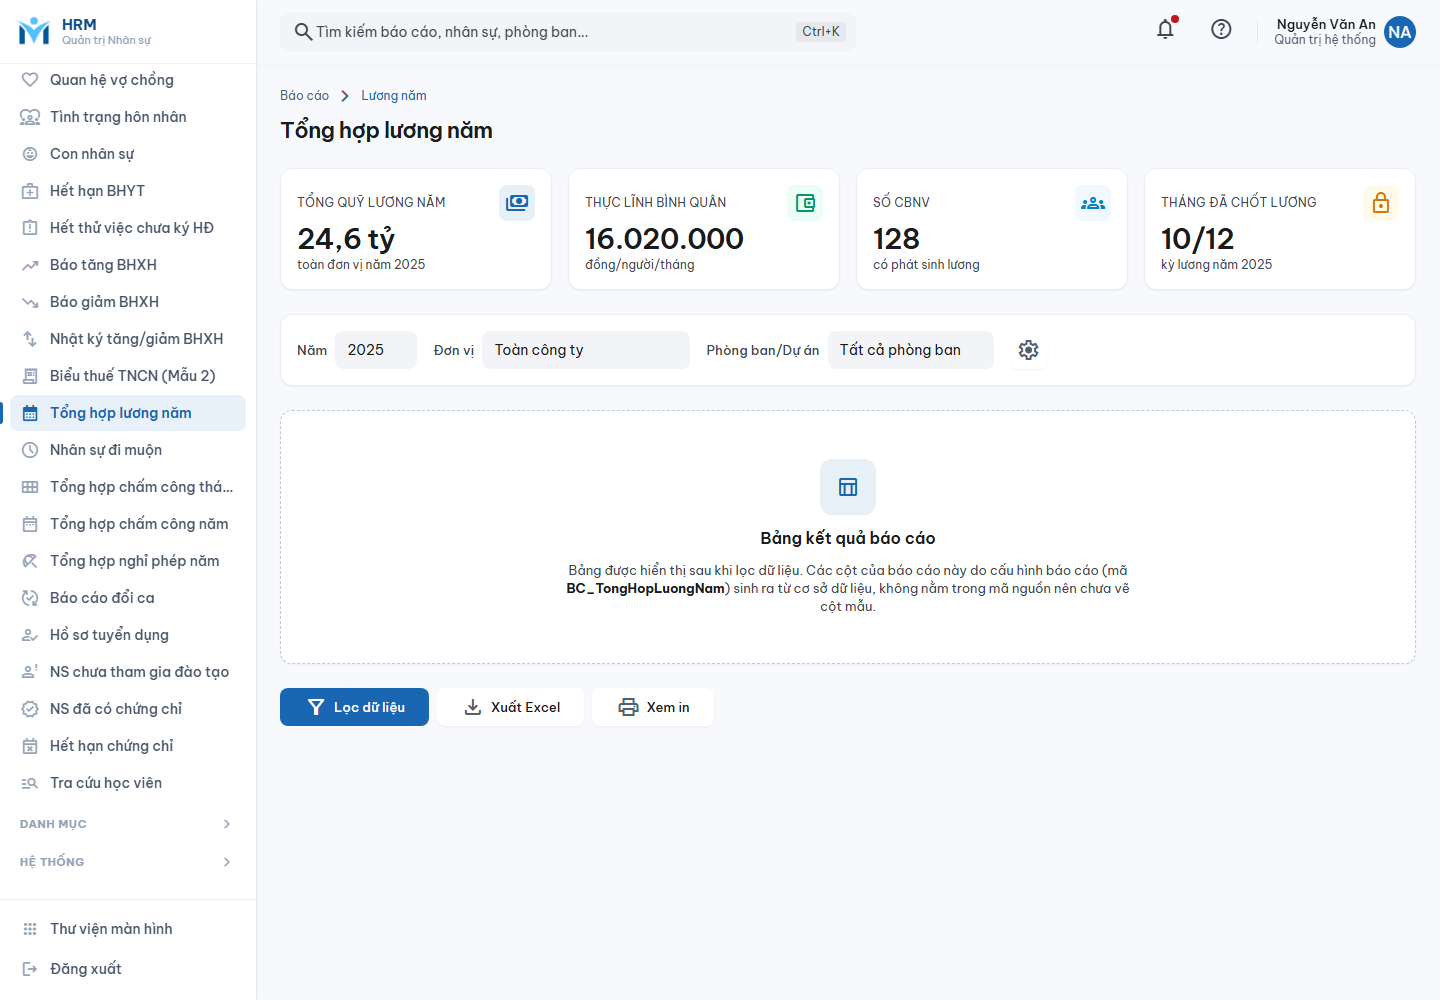 HRM
Quản trị Nhân sự
Quan hệ vợ chồng
Tình trạng hôn nhân
Con nhân sự
Hết hạn BHYT
Hết thử việc chưa ký HĐ
Báo tăng BHXH
Báo giảm BHXH
Nhật ký tăng/giảm BHXH
Biểu thuế TNCN (Mẫu 2)
Tổng hợp lương năm
Nhân sự đi muộn
Tổng hợp chấm công thá...
Tổng hợp chấm công năm
Tổng hợp nghỉ phép năm
Báo cáo đổi ca
Hồ sơ tuyển dụng
NS chưa tham gia đào tạo
NS đã có chứng chỉ
Hết hạn chứng chỉ
Tra cứu học viên
DANH MỤC
HỆ THỐNG
Thư viện màn hình
Đăng xuất
Tìm kiếm báo cáo, nhân sự, phòng ban...
Ctrl+K
Nguyễn Văn An
Quản trị hệ thống
NA
Báo cáo
Lương năm
Tổng hợp lương năm
TỔNG QUỸ LƯƠNG NĂM
24,6 tỷ
toàn đơn vị năm 2025
THỰC LĨNH BÌNH QUÂN
16.020.000
đồng/người/tháng
SỐ CBNV
128
có phát sinh lương
THÁNG ĐÃ CHỐT LƯƠNG
10/12
kỳ lương năm 2025
Năm
2025
Đơn vị
Toàn công ty
Phòng ban/Dự án
Tất cả phòng ban
Bảng kết quả báo cáo
Bảng được hiển thị sau khi lọc dữ liệu. Các cột của báo cáo này do cấu hình báo cáo (mã
BC_TongHopLuongNam) sinh ra từ cơ sở dữ liệu, không nằm trong mã nguồn nên chưa vẽ
cột mẫu.
Lọc dữ liệu
Xuất Excel
Xem in